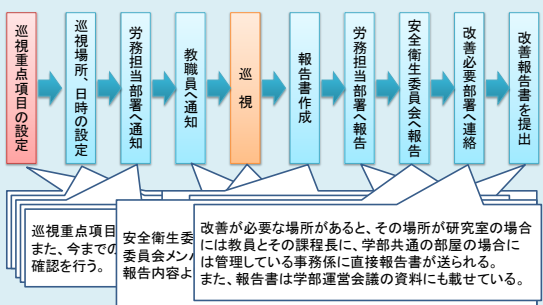 巡視重点項目の設定
巡視場所、日時の設定
労務担当部署へ通知
教職員へ通知
巡視
報告書作成
労務担当部署へ報告
安全衛生委員会へ報告
改善必要部署へ連絡
改善報告書を提出
巡視重点項目
また、今までの
確認を行う。
安全衛生委
委員会メンバ
報告内容よ
改善が必要な場所があると、その場所が研究室の場合
には教員とその課程長に、学部共通の部屋の場合に
は管理している事務係に直接報告書が送られる。
また、報告書は学部運営会議の資料にも載せている。